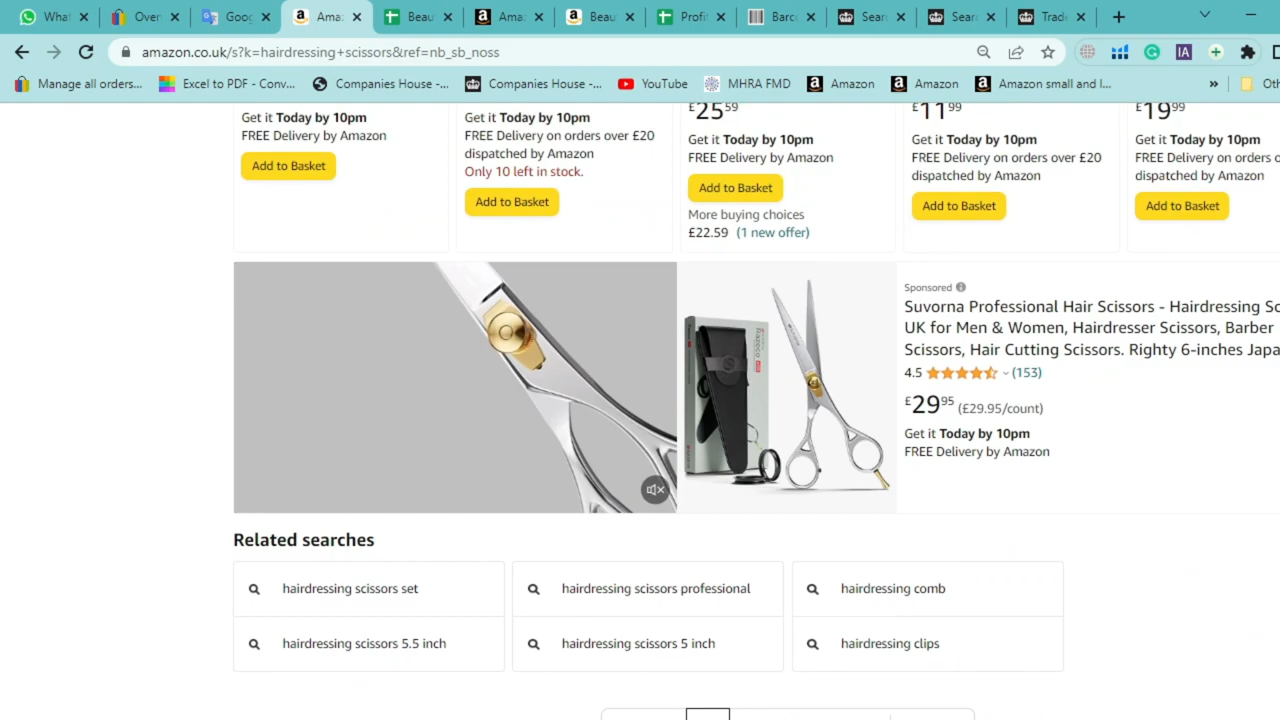 What
Over
Goog
Ama
Beau
Ama
Beau
Profi
Barc
Sear
Sear
Trade
amazon.co.uk/s?k=hairdressing+scissors&ref=nb_sb_noss
Manage all orders...
Excel to PDF - Conv...
Companies House -...
Companies House -...
YouTube
MHRA FMD
Amazon
Amazon
Amazon small and l...
»
Oth
Get it Today by 10pm
FREE Delivery by Amazon
Add to Basket
Get it Today by 10pm
FREE Delivery on orders over £20
dispatched by Amazon
Only 10 left in stock.
Add to Basket
£25.59
Get it Today by 10pm
FREE Delivery by Amazon
Add to Basket
More buying choices
£22.59 (1 new offer)
£11.99
Get it Today by 10pm
FREE Delivery on orders over £20
dispatched by Amazon
Add to Basket
£19.99
Get it Today by 10pm
FREE Delivery on orders o
dispatched by Amazon
Add to Basket
Sponsored
Suvorna Professional Hair Scissors - Hairdressing Sc
UK for Men & Women, Hairdresser Scissors, Barber
Scissors, Hair Cutting Scissors. Righty 6-inches Japa
4.5 (153)
£29.95 (£29.95/count)
Get it Today by 10pm
FREE Delivery by Amazon
Related searches
hairdressing scissors set
hairdressing scissors professional
hairdressing comb
hairdressing scissors 5.5 inch
hairdressing scissors 5 inch
hairdressing clips